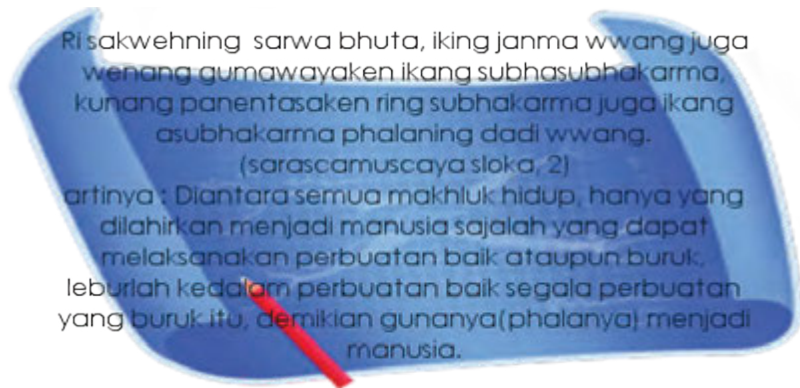 Ri sakwehning sarwa bhuta, iking janma wwang juga
wenang gumawayaken ikang subhasubhakarma,
kunang panentasaken ring subhakarma juga ikang
asubhakarma phalaning dadi wwang.
(sarascamuscaya sloka, 2)
artinya : Diantara semua makhluk hidup, hanya yang
dilahirkan menjadi manusia sajalah yang dapat
melaksanakan perbuatan baik ataupun buruk,
leburlah kedalam perbuatan baik segala perbuatan
yang buruk itu, demikian gunanya(phalanya) menjadi
manusia.